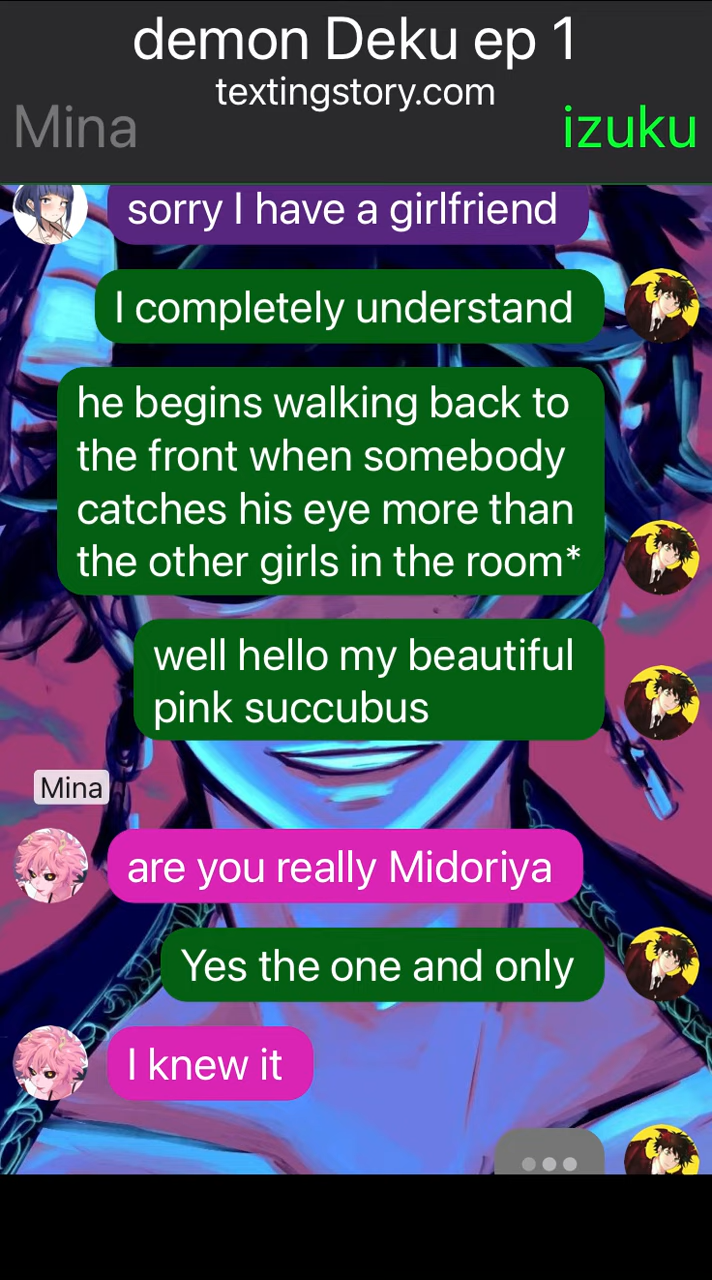 demon Deku ep 1
textingstory.com
Mina
izuku
sorry I have a girlfriend
I completely understand
he begins walking back to
the front when somebody
catches his eye more than
the other girls in the room*
well hello my beautiful
pink succubus
Mina
are you really Midoriya
Yes the one and only
I knew it